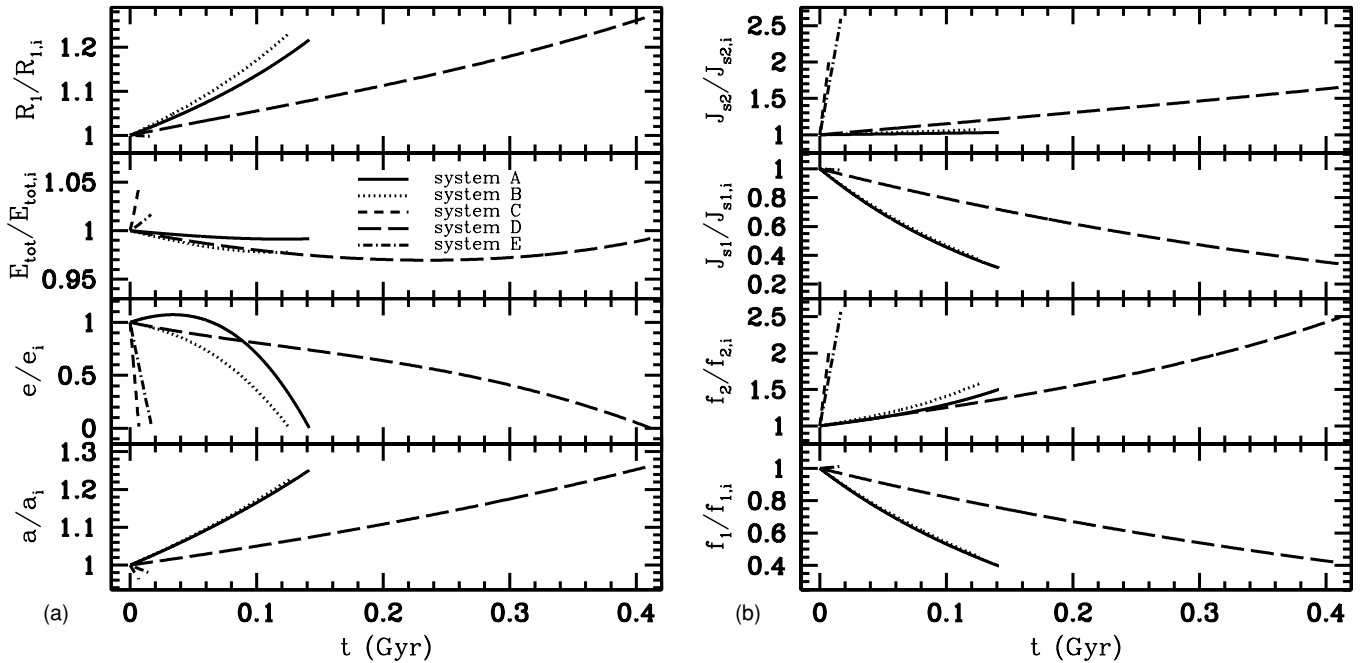 R1/R1,i
1.2
1.1
1
Etot/Etot,i
1.05
1
0.95
system A
system B
system C
system D
system E
e/ei
1
0.5
0
a/ai
1.3
1.2
1.1
1
(a)
0
0.1
0.2
0.3
0.4
t (Gyr)
Js2/Js2,i
2.5
2
1.5
1
Js1/Js1,i
1
0.8
0.6
0.4
0.2
f2/f2,i
2.5
2
1.5
1
f1/f1,i
1
0.8
0.6
0.4
(b)
0
0.1
0.2
0.3
0.4
t (Gyr)